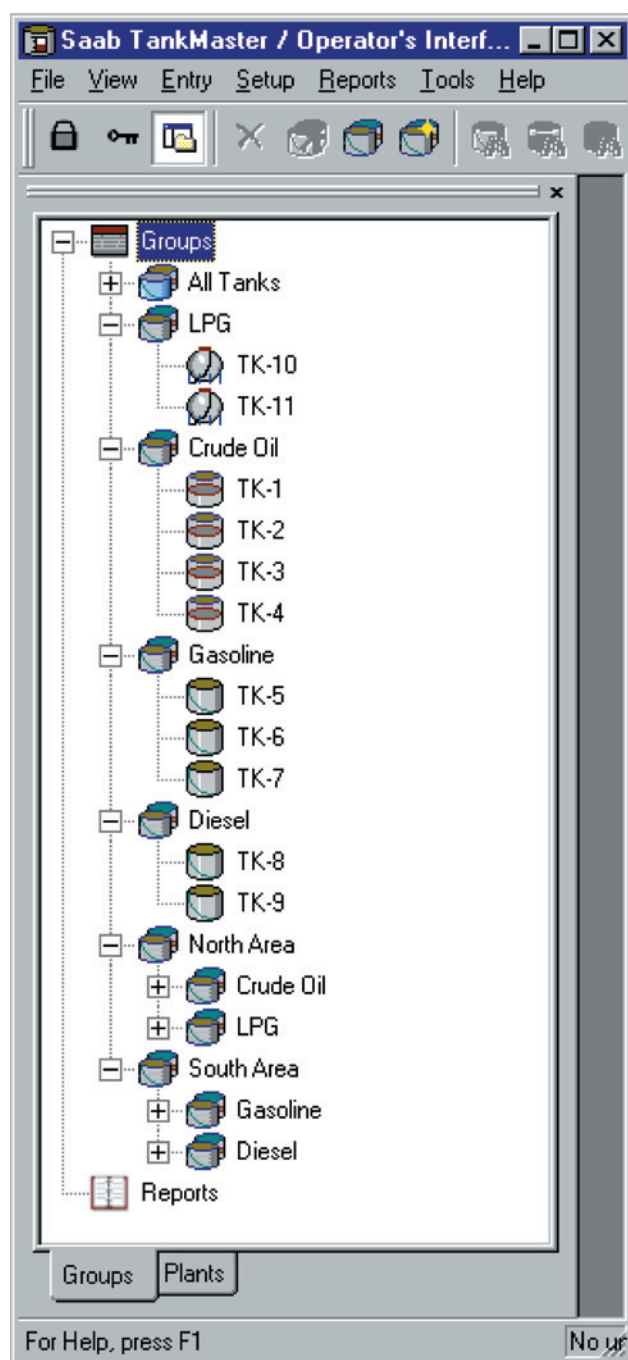 Saab TankMaster / Operator's Interf...
File View Entry Setup Reports Tools Help
Groups
All Tanks
LPG
TK-10
TK-11
Crude Oil
TK-1
TK-2
TK-3
TK-4
Gasoline
TK-5
TK-6
TK-7
Diesel
TK-8
TK-9
North Area
Crude Oil
LPG
South Area
Gasoline
Diesel
Reports
Groups Plants
For Help, press F1 No